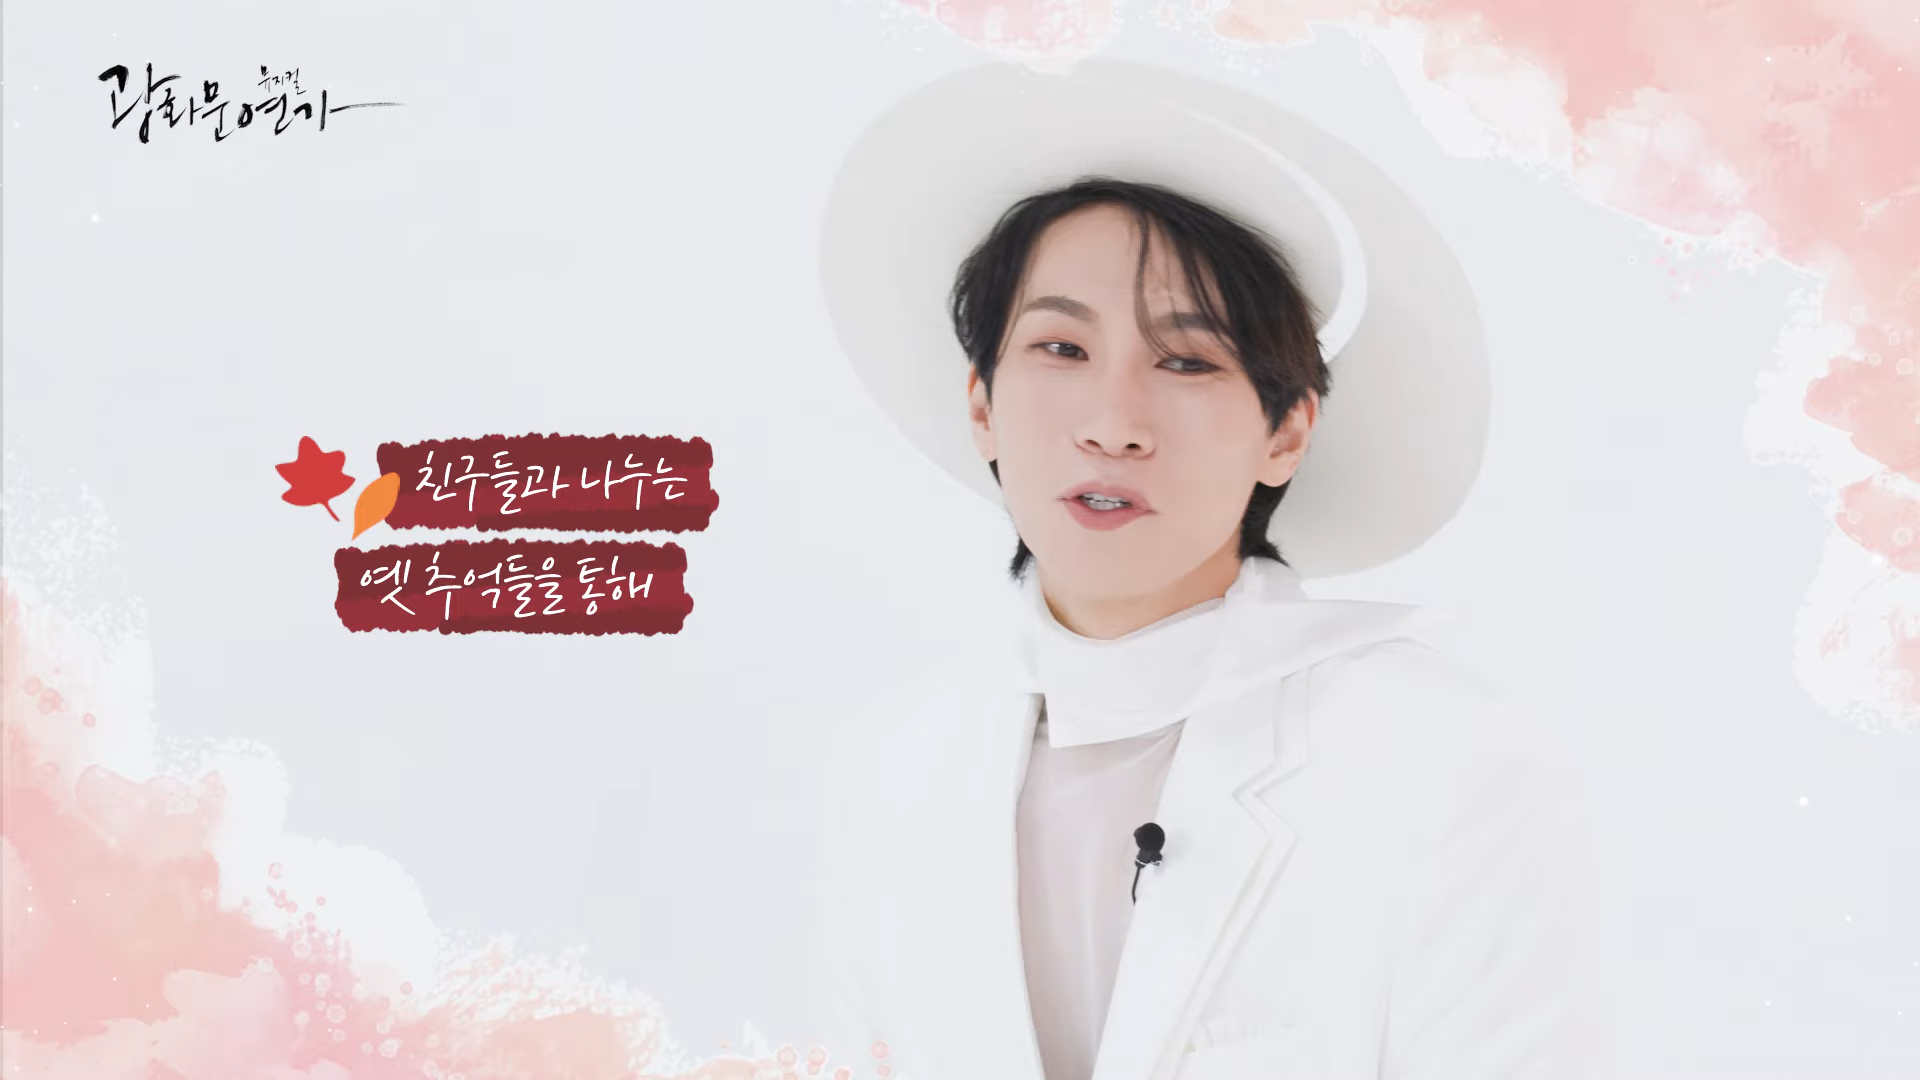 뮤지컬
광화문연가
친구들과 나누는
옛 추억들을 통해